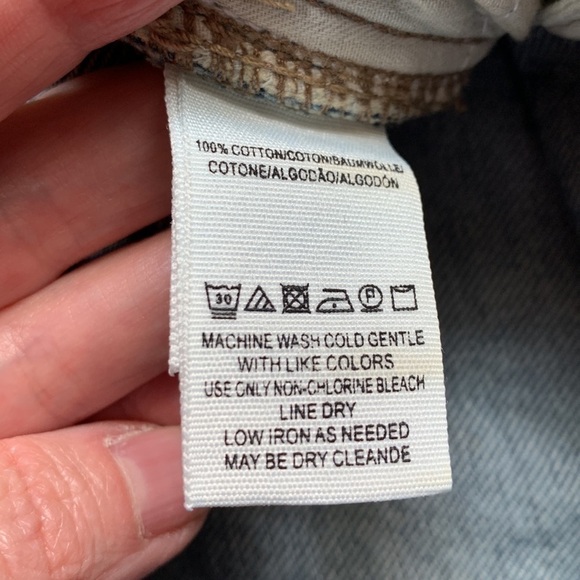 100% COTTON/COTON/BAUMWOLLE/
COTONE/ALGODÃO/ALGODÓN
30 P
MACHINE WASH COLD GENTLE
WITH LIKE COLORS
USE ONLY NON-CHLORINE BLEACH
LINE DRY
LOW IRON AS NEEDED
MAY BE DRY CLEANDE